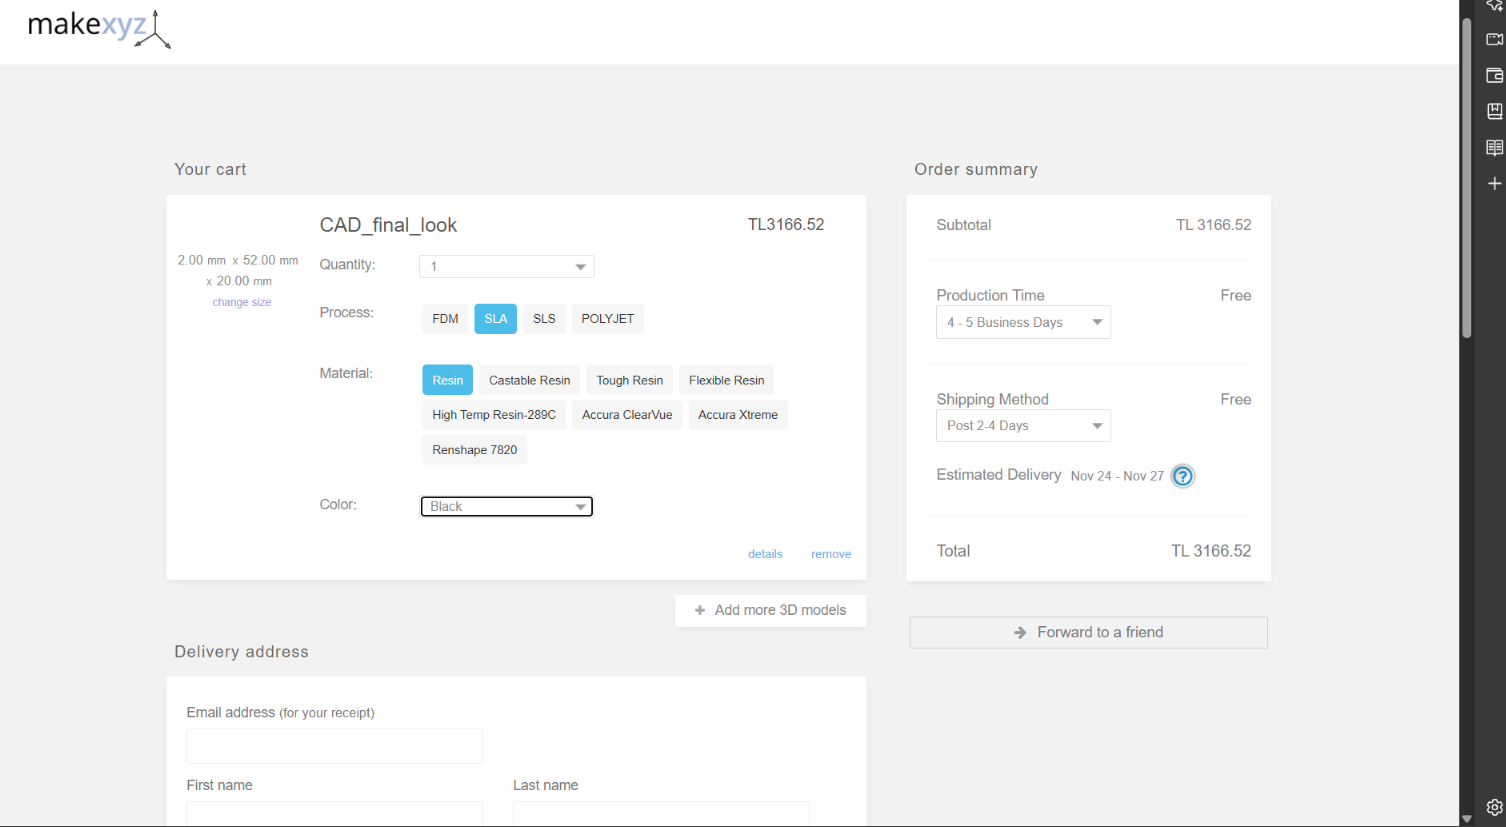 makexyz
Your cart
CAD_final_look
TL3166.52
2.00 mm x 52.00 mm
x 20.00 mm
change size
Quantity:
1
Process:
FDM SLA SLS POLYJET
Material:
Resin Castable Resin Tough Resin Flexible Resin
High Temp Resin-289C Accura ClearVue Accura Xtreme
Renshape 7820
Color:
Black
details remove
+ Add more 3D models
Order summary
Subtotal TL 3166.52
Production Time Free
4 - 5 Business Days
Shipping Method Free
Post 2-4 Days
Estimated Delivery Nov 24 - Nov 27 ?
Total TL 3166.52
Forward to a friend
Delivery address
Email address (for your receipt)
First name Last name